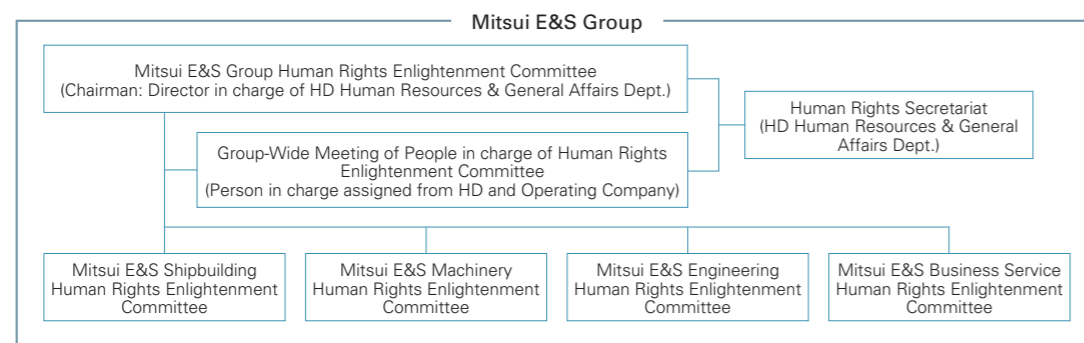 Mitsui E&S Group
Mitsui E&S Group Human Rights Enlightenment Committee
(Chairman: Director in charge of HD Human Resources & General Affairs Dept.)
Human Rights Secretariat
(HD Human Resources & General
Affairs Dept.)
Group-Wide Meeting of People in charge of Human Rights
Enlightenment Committee
(Person in charge assigned from HD and Operating Company)
Mitsui E&S Shipbuilding
Human Rights Enlightenment
Committee
Mitsui E&S Machinery
Human Rights Enlightenment
Committee
Mitsui E&S Engineering
Human Rights Enlightenment
Committee
Mitsui E&S Business Service
Human Rights Enlightenment
Committee